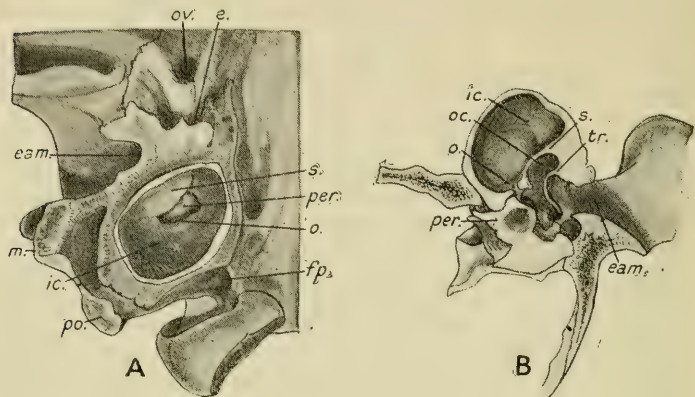 ov. e.
eam.
s.
per.
o.
m.
ic.
fp.
po.
A
ic.
oc.
s.
o.
tr.
per.
eam.
B